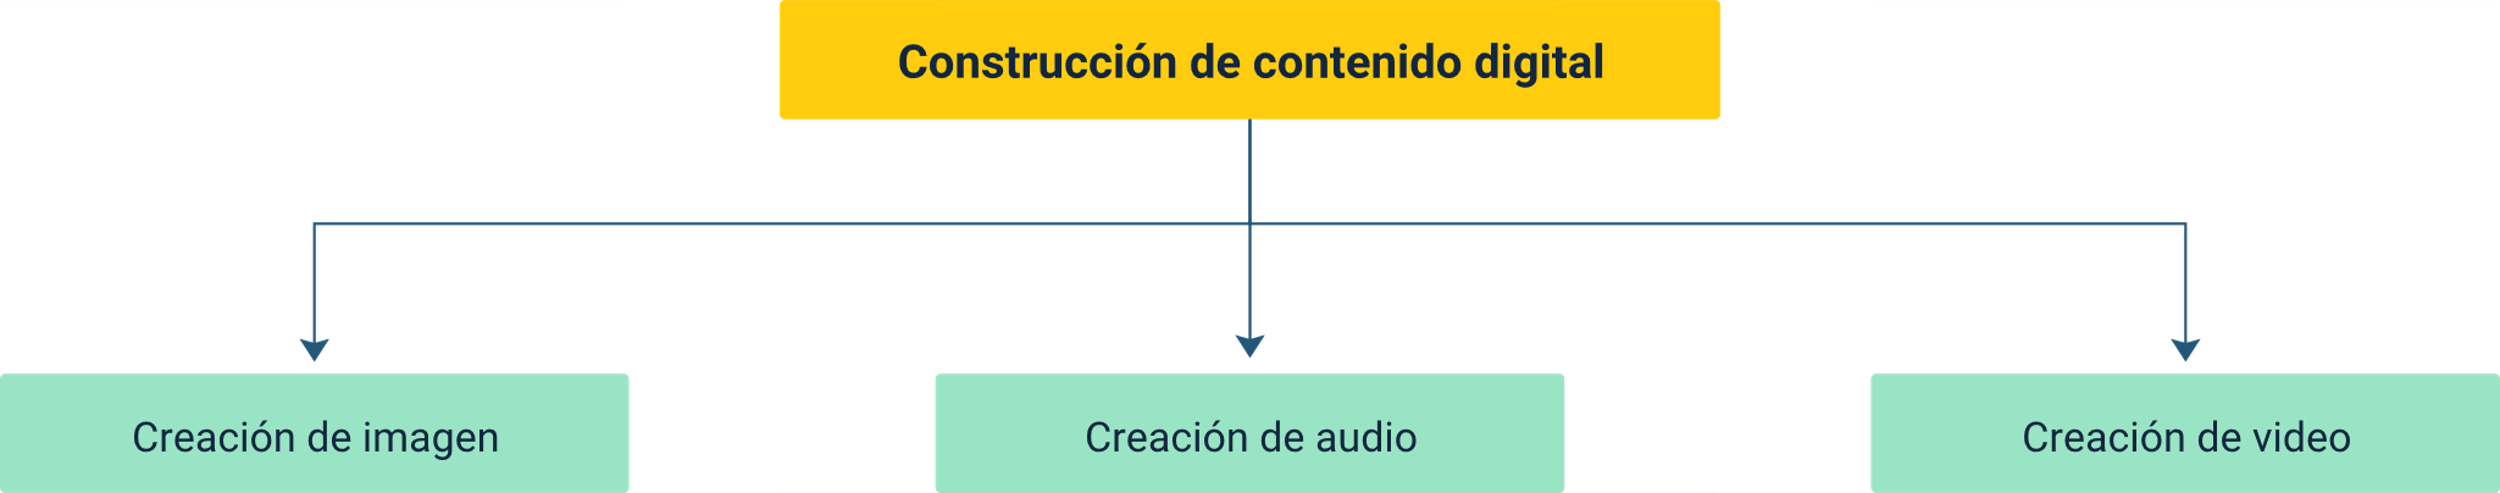 Construcción de contenido digital
Creación de imagen
Creación de audio
Creación de video